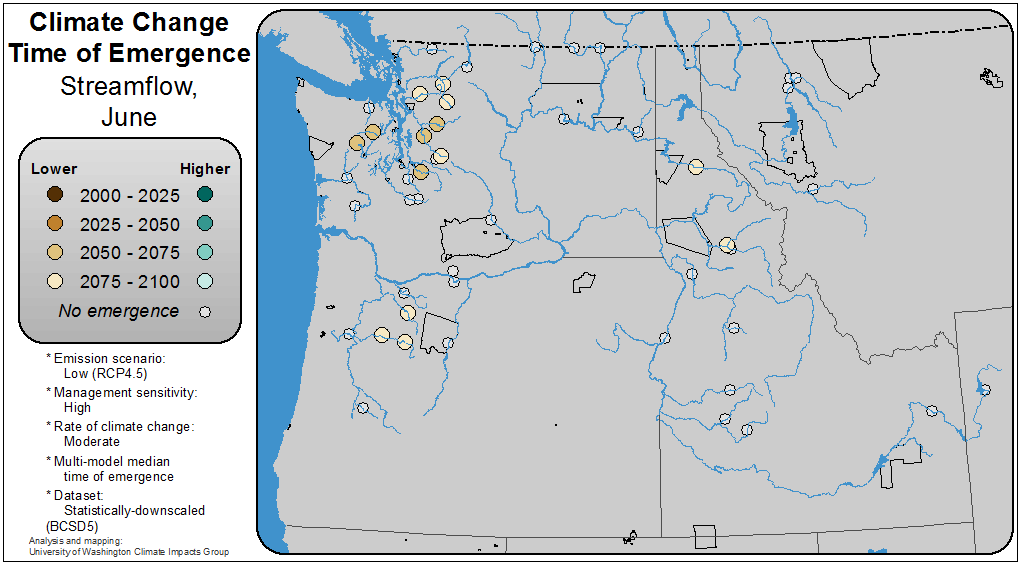 Climate Change
Time of Emergence
Streamflow,
June
Lower Higher
2000 - 2025
2025 - 2050
2050 - 2075
2075 - 2100
No emergence
* Emission scenario:
Low (RCP4.5)
* Management sensitivity:
High
* Rate of climate change:
Moderate
* Multi-model median
time of emergence
* Dataset:
Statistically-downscaled
(BCSD5)
Analysis and mapping:
University of Washington Climate Impacts Group